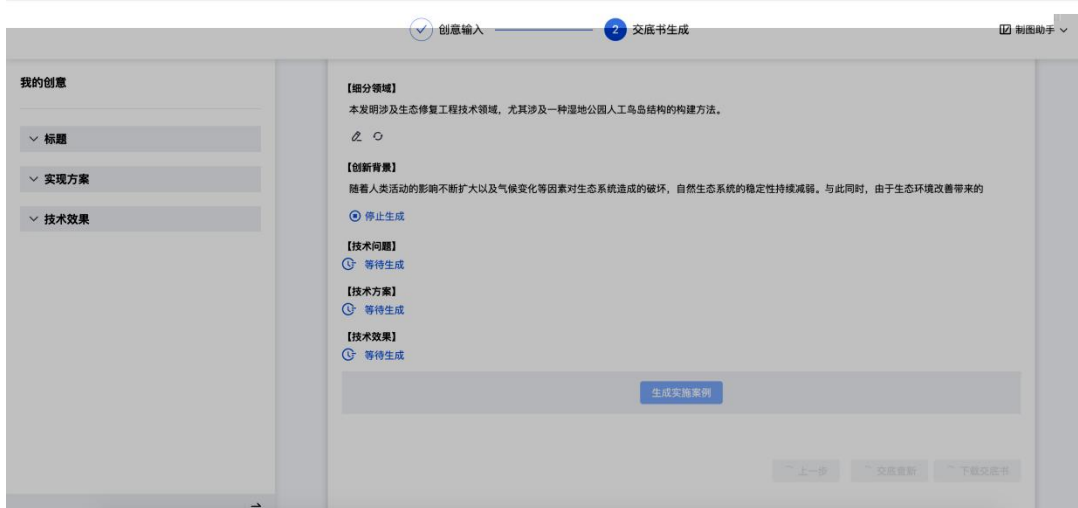 创意输入
2 交底书生成
制图助手
我的创意
标题
实现方案
技术效果
【细分领域】
本发明涉及生态修复工程技术领域，尤其涉及一种湿地公园人工鸟岛结构的构建方法。
【创新背景】
随着人类活动的影响不断扩大以及气候变化等因素对生态系统造成的破坏，自然生态系统的稳定性持续减弱。与此同时，由于生态环境改善带来的
停止生成
【技术问题】
等待生成
【技术方案】
等待生成
【技术效果】
等待生成
生成实施案例
上一步
交底更新
下载交底书